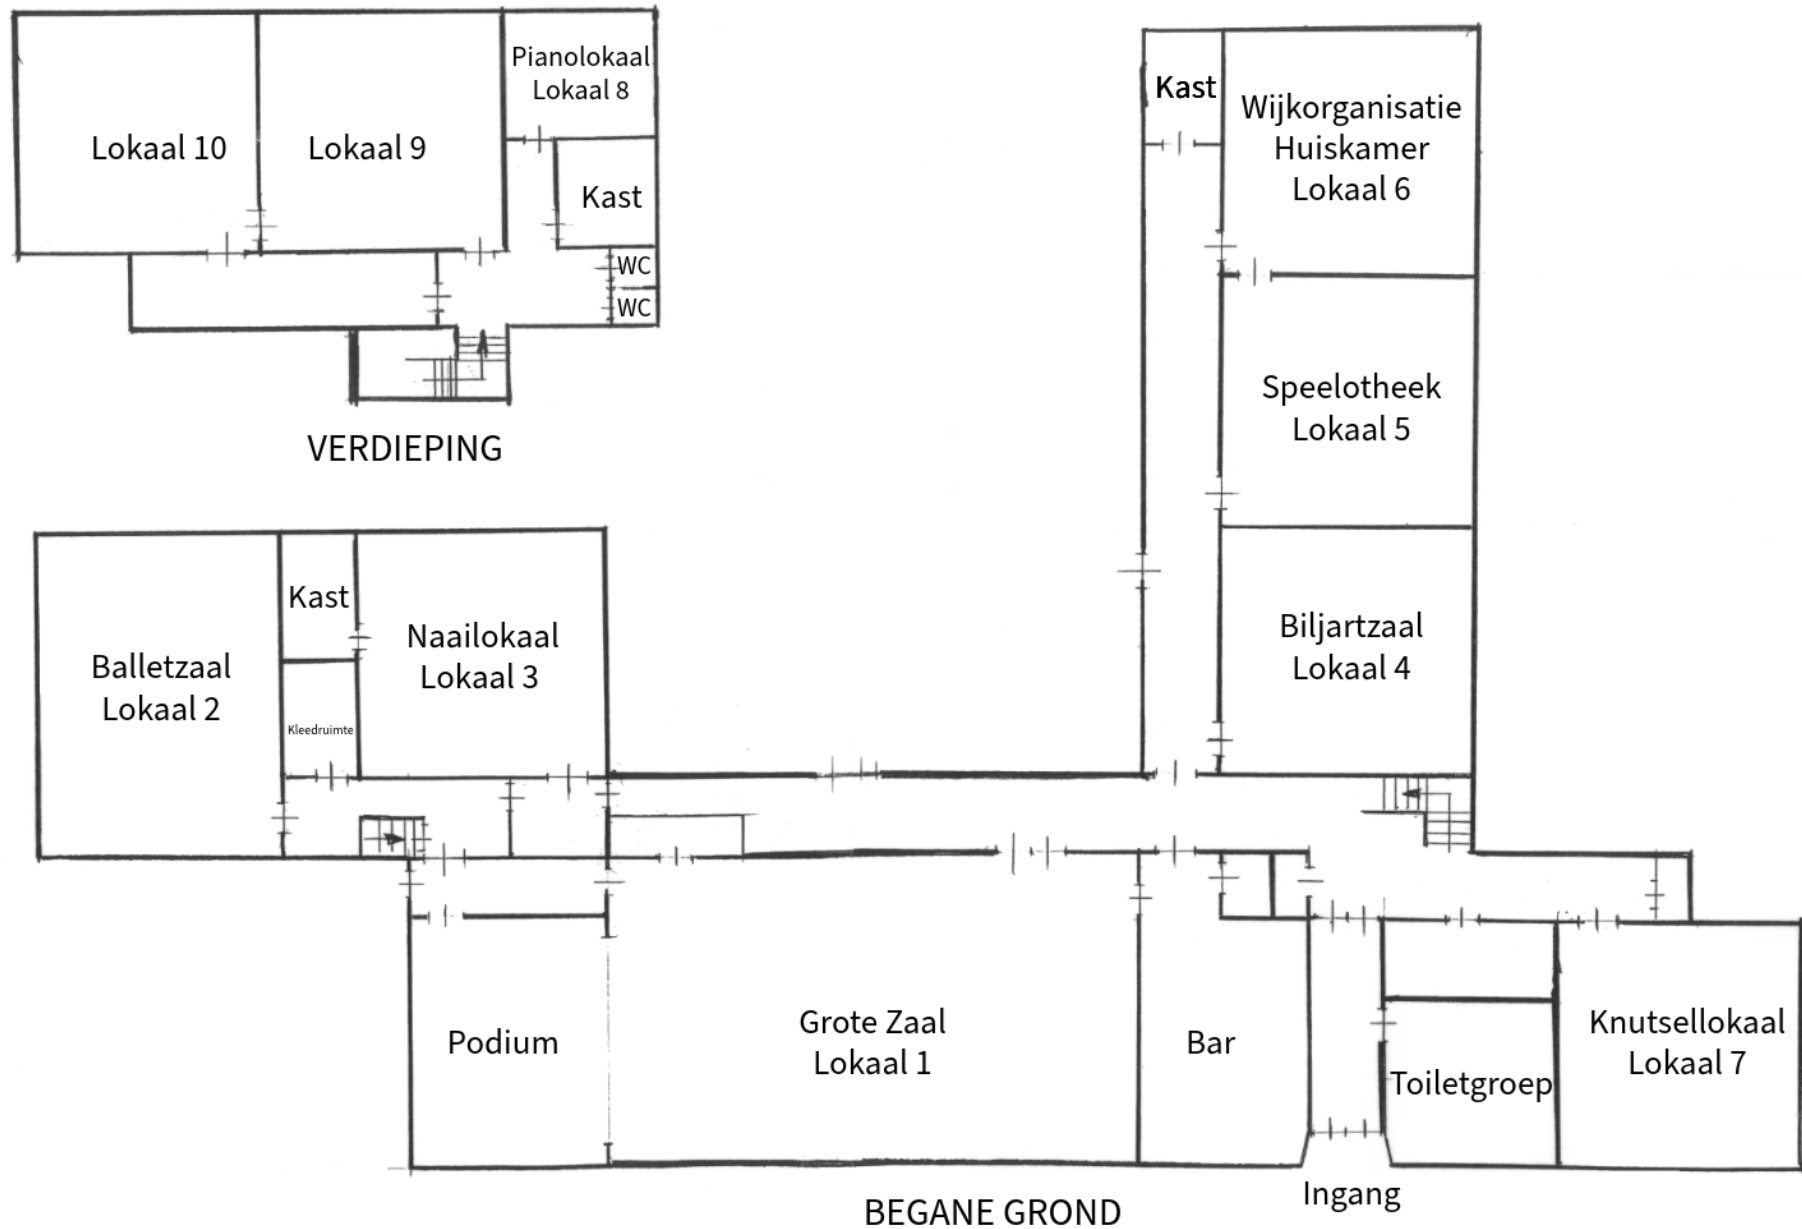 Pianolokaal
Lokaal 8
Lokaal 10
Lokaal 9
Kast
WC
WC
VERDIEPING
Kast
Wijkorganisatie
Huiskamer
Lokaal 6
Speelotheek
Lokaal 5
Biljartzaal
Lokaal 4
Kast
Naailokaal
Lokaal 3
Balletzaal
Lokaal 2
Kleedruimte
Podium
Grote Zaal
Lokaal 1
Bar
Toiletgroep
Knutsellokaal
Lokaal 7
Ingang
BEGANE GROND